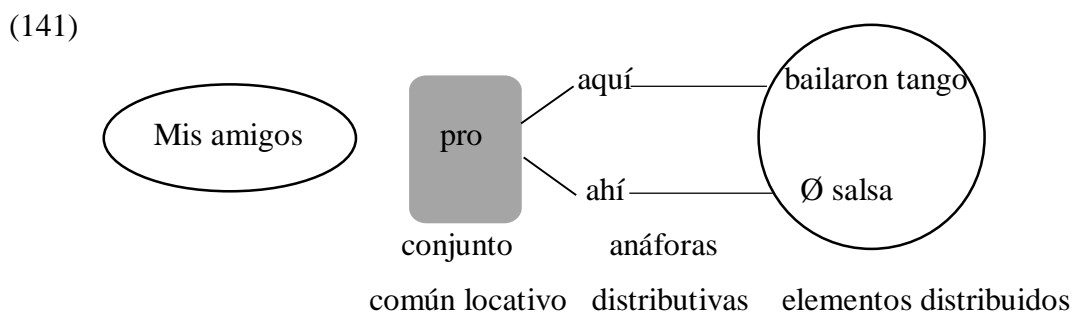 (141)
aquí bailaron tango
Mis amigos pro
ahí Ø salsa
conjunto anáforas
común locativo distributivas elementos distribuidos